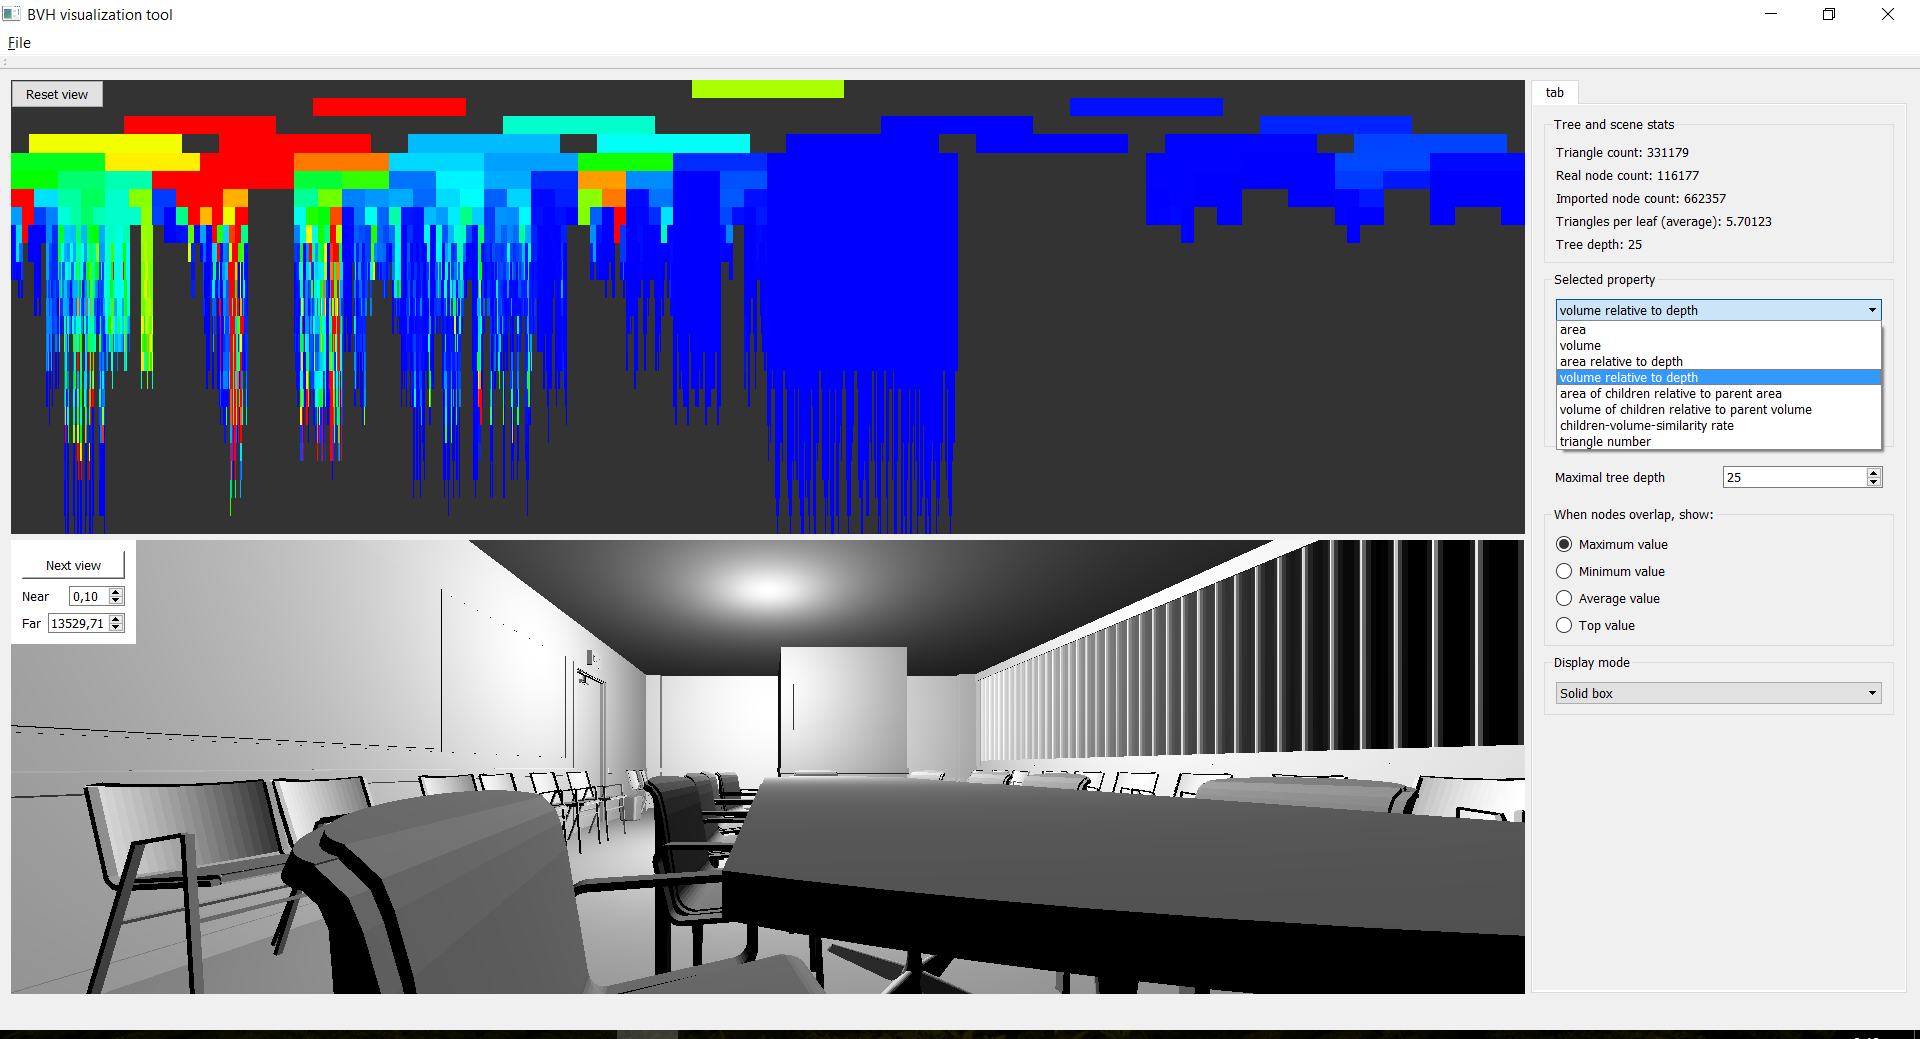 BVH visualization tool
File
Reset view
tab
Tree and scene stats
Triangle count: 331179
Real node count: 116177
Imported node count: 662357
Triangles per leaf (average): 5.70123
Tree depth: 25
Selected property
volume relative to depth
area
volume
area relative to depth
volume relative to depth
area of children relative to parent area
volume of children relative to parent volume
children-volume-similarity rate
triangle number
Maximal tree depth 25
When nodes overlap, show:
Maximum value
Minimum value
Average value
Top value
Display mode
Solid box
Next view
Near 0,10
Far 13529,71